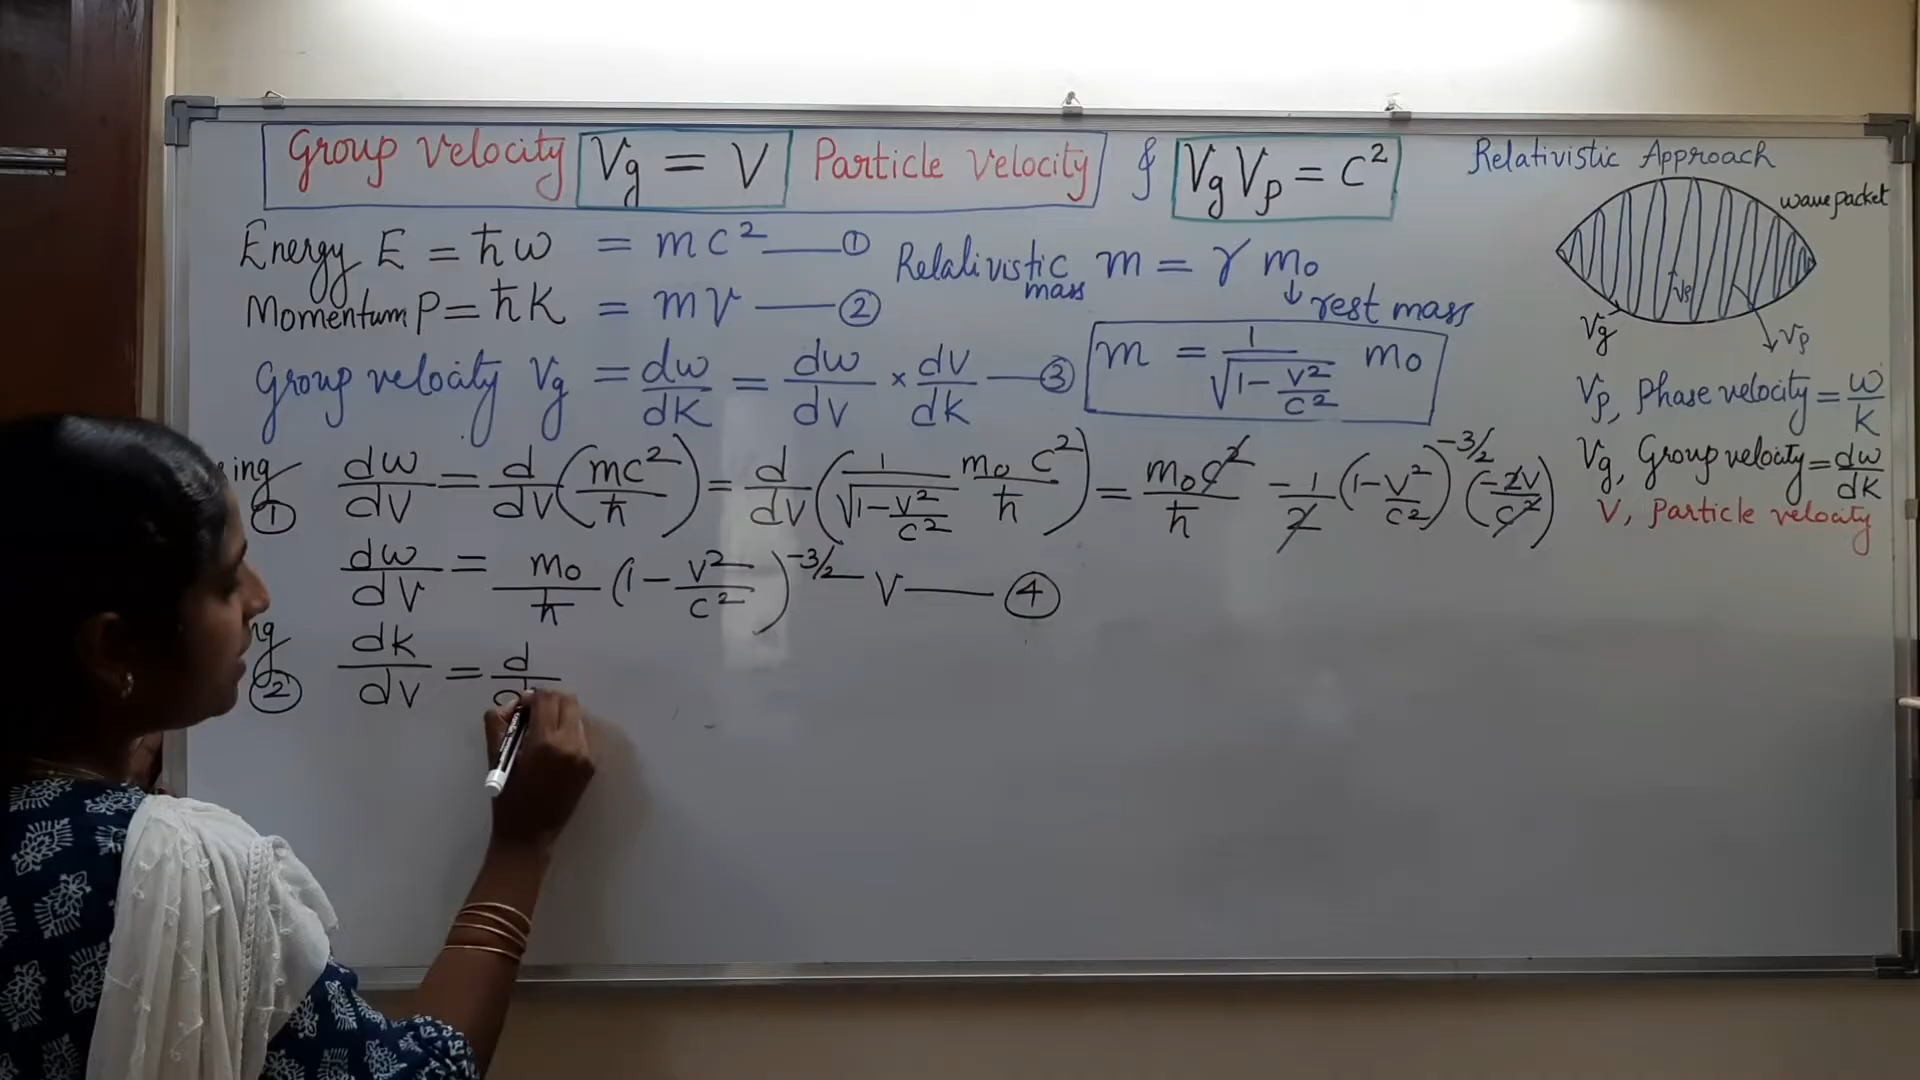 Group Velocity Vg = V Particle Velocity & VgVp = C²
Relativistic Approach
wave packet
Energy E = ħω = mc² —— ①
Relativistic mass m = γ m₀
↓ rest mass
Momentum P = ħK = mv —— ②
m = 1/√(1 - v²/c²) m₀
Vg
Vp
Vp
Group velocity Vg = dω/dK = dω/dV × dV/dK —— ③
Vp, Phase velocity = ω/K
Vg, Group velocity = dω/dK
V, Particle velocity
ing ① dω/dV = d/dV (mc²/ħ) = d/dV (1/√(1 - v²/c²) m₀c²/ħ) = m₀c²/ħ -1/2 (1 - v²/c²)^(-3/2) (-2v/c²)
dω/dV = m₀/ħ (1 - v²/c²)^(-3/2) V —— ④
ng ② dk/dV = d